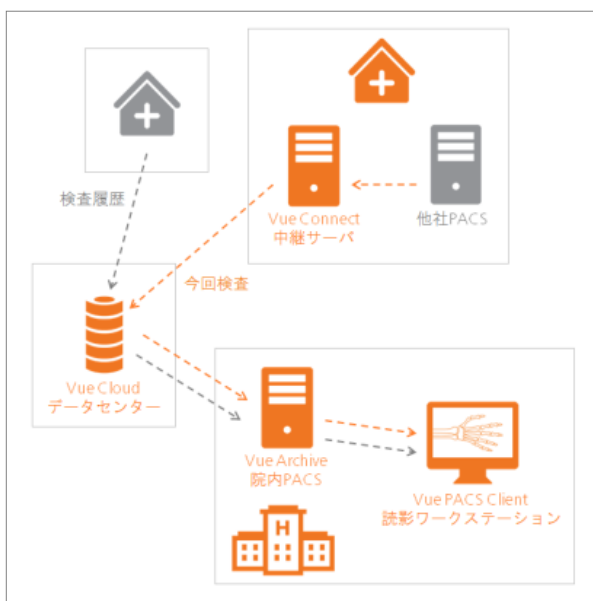 検査履歴
Vue Connect
中継サーバ
他社PACS
今回検査
Vue Cloud
データセンター
Vue Archive
院内PACS
H
Vue PACS Client
読影ワークステーション